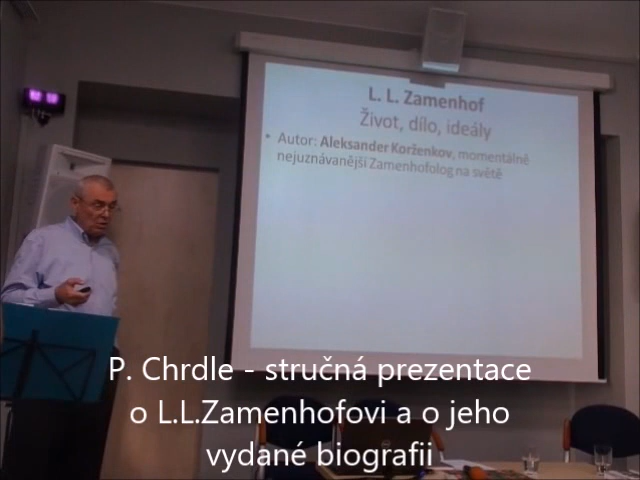 L. L. Zamenhof
Život, dílo, ideály
• Autor: Aleksander Korženkov, momentálně
nejuznávanější Zamenhofolog na světě
P. Chrdle - stručná prezentace
o L.L.Zamenhofovi a o jeho
vydané biografii